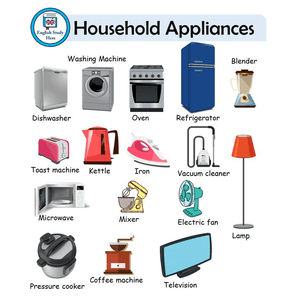 English Study
Here
Household Appliances
Washing Machine
Blender
Dishwasher
Oven
Refrigerator
Toast machine
Kettle
Iron
Vacuum cleaner
Microwave
Mixer
Electric fan
Lamp
Pressure cooker
Coffee machine
Television